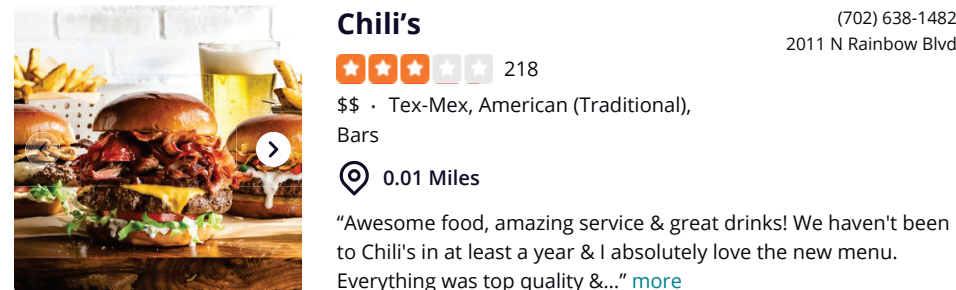 Chili’s
(702) 638-1482
2011 N Rainbow Blvd
218
$$ · Tex-Mex, American (Traditional),
Bars
0.01 Miles
“Awesome food, amazing service & great drinks! We haven't been
to Chili's in at least a year & I absolutely love the new menu.
Everything was top quality &...” more